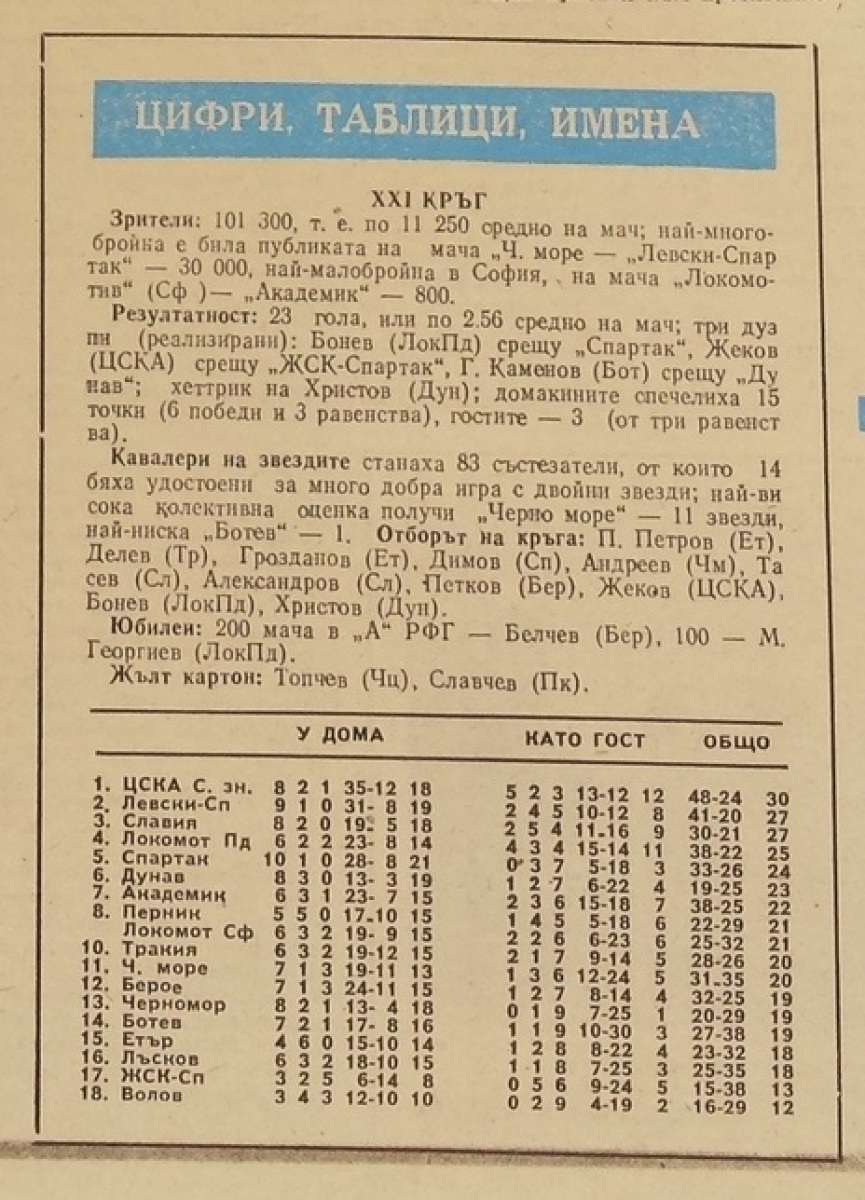 ЦИФРИ, ТАБЛИЦИ, ИМЕНА
XXI КРЪГ
Зрители: 101 300, т. е. по 11 250 средно на мач; най-много-
бройна е била публиката на мача „Ч. море — „Левски-Спар
так“ — 30 000, най-малобройна в София, на мача „Локомо-
тив“ (Сф )— „Академик“ — 800.
Резултатност: 23 гола, или по 2.56 средно на мач; три дуз
пи (реализирани): Бонев (ЛокПд) срещу „Спартак“, Жеков
(ЦСКА) срещу „ЖСК-Спартак“, Г. Каменов (Бот) срещу „Ду
нав“; хеттрик на Христов (Дун); домакините спечелиха 15
точки (6 победи и 3 равенства), гостите — 3 (от три равенст
ва).
Кавалери на звездите станаха 83 състезатели, от които 14
бяха удостоени за много добра игра с двойни звезди; най-ви
сока колективна оценка получи „Черно море“ — 11 звезди,
най-ниска „Ботев“ — 1. Отборът на кръга: П. Петров (Ет),
Делев (Тр), Грозданов (Ет), Димов (Сп), Андреев (Чм), Та
сев (Сл), Александров (Сл), Петков (Бер), Жеков (ЦСКА),
Бонев (ЛокПд), Христов (Дун).
Юбилеи: 200 мача в „А“ РФГ — Белчев (Бер), 100 — М.
Георгиев (ЛокПд).
Жълт картон: Топчев (Чц), Славчев (Пк).
У ДОМА КАТО ГОСТ ОБЩО
1. ЦСКА С. зн. 8 2 1 35-12 18 5 2 3 13-12 12 48-24 30
2. Левски-Сп 9 1 0 31- 8 19 2 4 5 10-12 8 41-20 27
3. Славия 8 2 0 19- 5 18 2 5 4 11-16 9 30-21 27
4. Локомот Пд 6 2 2 23- 8 14 4 3 4 15-14 11 38-22 25
5. Спартак 10 1 0 28- 8 21 0 3 7 5-18 3 33-26 24
6. Дунав 8 3 0 13- 3 19 1 2 7 6-22 4 19-25 23
7. Академик 6 3 1 23- 7 15 2 3 6 15-18 7 38-25 22
8. Перник 5 5 0 17-10 15 1 4 5 5-18 6 22-29 21
Локомот Сф 6 3 2 19- 9 15 2 2 6 6-23 6 25-32 21
10. Тракия 6 3 2 19-12 15 2 1 7 9-14 5 28-26 20
11. Ч. море 7 1 3 19-11 13 1 3 6 12-24 5 31-35 20
12. Берое 7 1 3 24-11 15 1 2 7 8-14 4 32-25 19
13. Черномор 8 2 1 13- 4 18 0 1 9 7-25 1 20-29 19
14. Ботев 7 2 1 17- 8 16 1 1 9 10-30 3 27-38 19
15. Етър 4 6 0 15-10 14 1 2 8 8-22 4 23-32 18
16. Лъсков 6 3 2 18-10 15 1 1 8 7-25 3 25-35 18
17. ЖСК-Сп 3 2 5 6-14 8 0 5 6 9-24 5 15-38 13
18. Волов 3 4 3 12-10 10 0 2 9 4-19 2 16-29 12